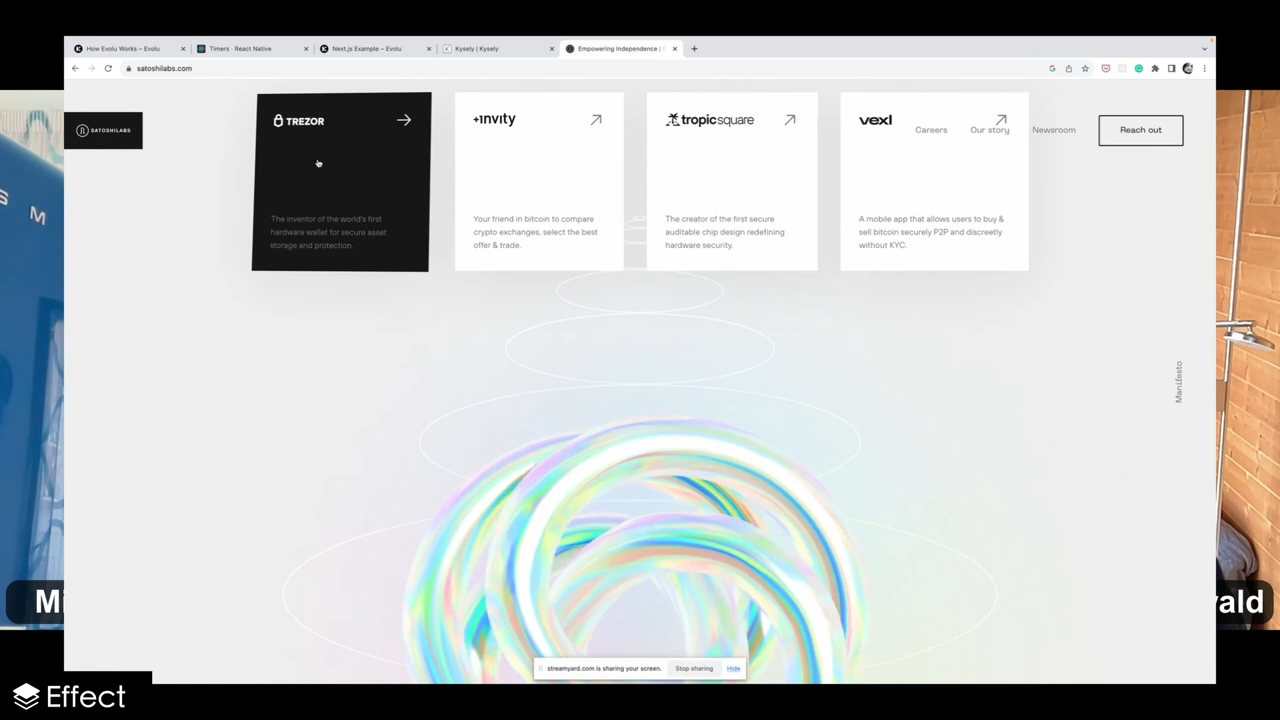 How Evolu Works – Evolu
Timers · React Native
Next.js Example – Evolu
Kysely | Kysely
Empowering Independence |
satoshilabs.com
SATOSHILABS
TREZOR
+invity
tropicsquare
vexl
Careers
Our story
Newsroom
Reach out
The inventor of the world's first
hardware wallet for secure asset
storage and protection.
Your friend in bitcoin to compare
crypto exchanges, select the best
offer & trade.
The creator of the first secure
auditable chip design redefining
hardware security.
A mobile app that allows users to buy &
sell bitcoin securely P2P and discreetly
without KYC.
Manifesto
S M
Mi
vald
streamyard.com is sharing your screen.
Stop sharing
Hide
Effect